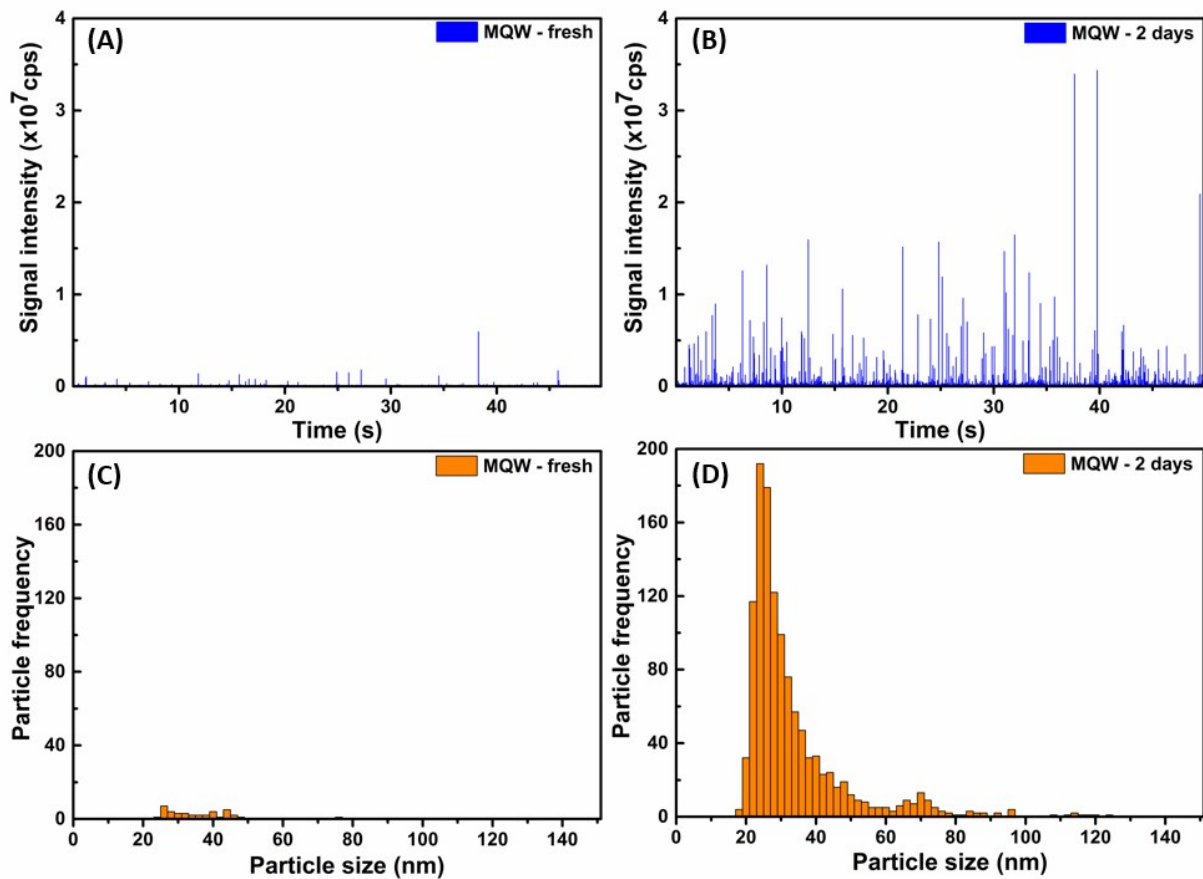 (A)
MQW - fresh
Signal intensity (x10⁷cps)
4
3
2
1
0
10 20 30 40
Time (s)
(B)
MQW - 2 days
Signal intensity (x10⁷cps)
4
3
2
1
0
10 20 30 40
Time (s)
(C)
MQW - fresh
Particle frequency
200
160
120
80
40
0
0 20 40 60 80 100 120 140
Particle size (nm)
(D)
MQW - 2 days
Particle frequency
200
160
120
80
40
0
0 20 40 60 80 100 120 140
Particle size (nm)